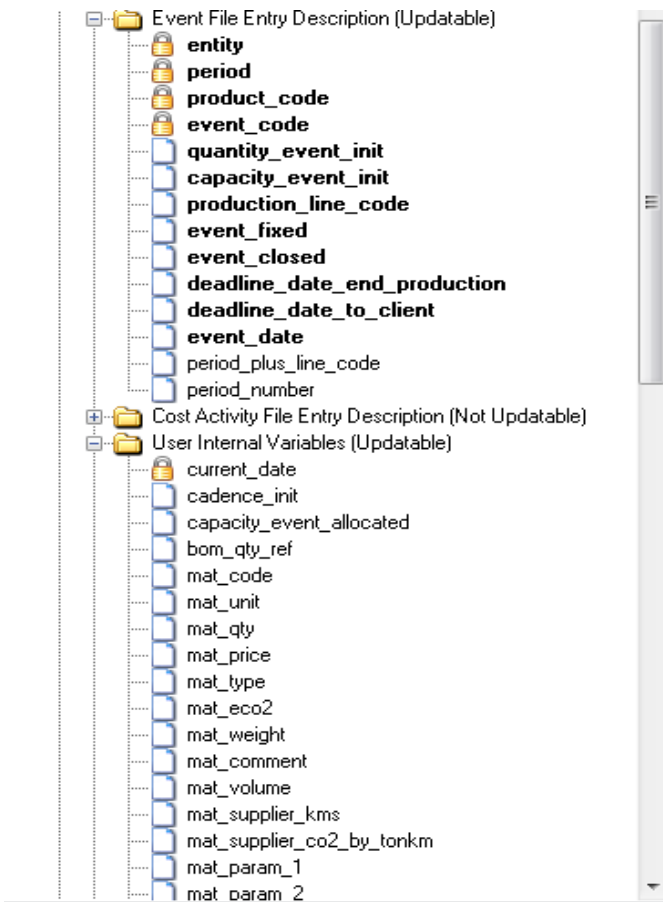 Event File Entry Description (Updatable)
entity
period
product_code
event_code
quantity_event_init
capacity_event_init
production_line_code
event_fixed
event_closed
deadline_date_end_production
deadline_date_to_client
event_date
period_plus_line_code
period_number
Cost Activity File Entry Description (Not Updatable)
User Internal Variables (Updatable)
current_date
cadence_init
capacity_event_allocated
bom_qty_ref
mat_code
mat_unit
mat_qty
mat_price
mat_type
mat_eco2
mat_weight
mat_comment
mat_volume
mat_supplier_kms
mat_supplier_co2_by_tonkm
mat_param_1
mat_param_2